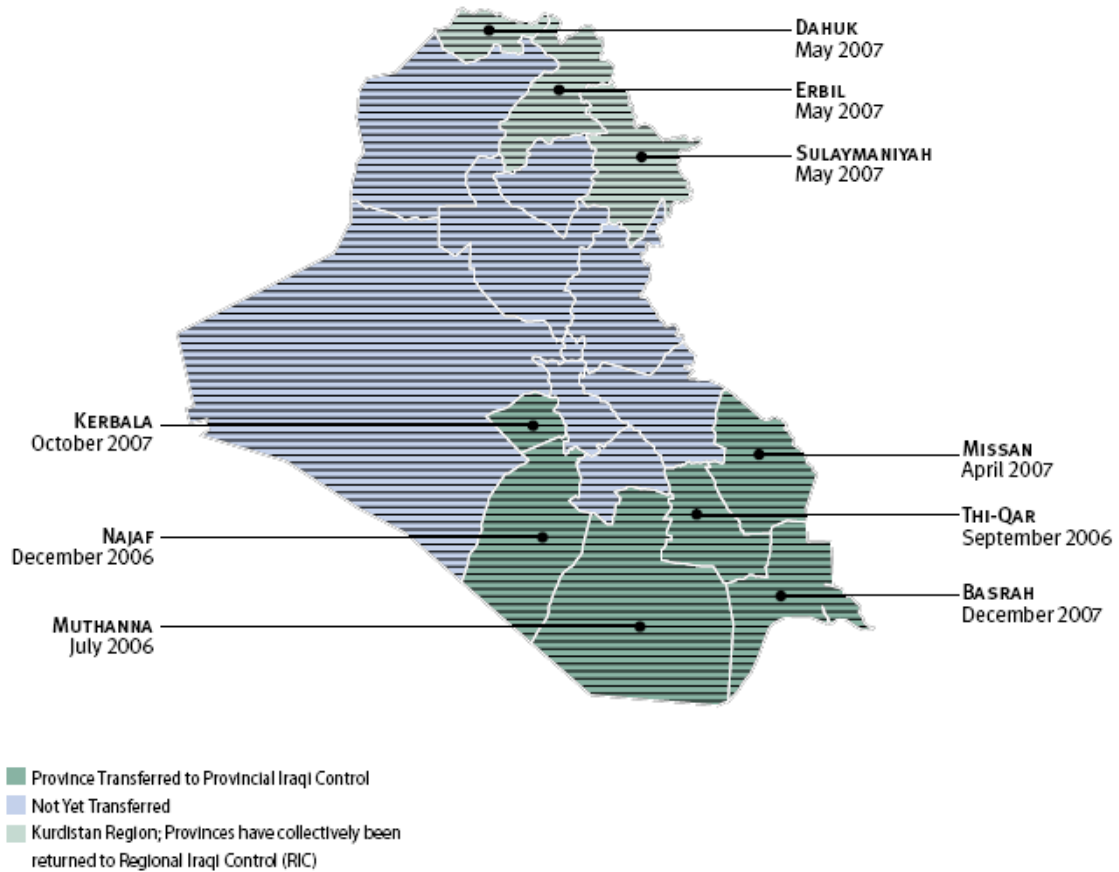 DAHUK
May 2007
ERBIL
May 2007
SULAYMANIYAH
May 2007
KERBALA
October 2007
MISSAN
April 2007
NAJAF
December 2006
THI-QAR
September 2006
MUTHANNA
July 2006
BASRAH
December 2007
Province Transferred to Provincial Iraqi Control
Not Yet Transferred
Kurdistan Region; Provinces have collectively been
returned to Regional Iraqi Control (RIC)